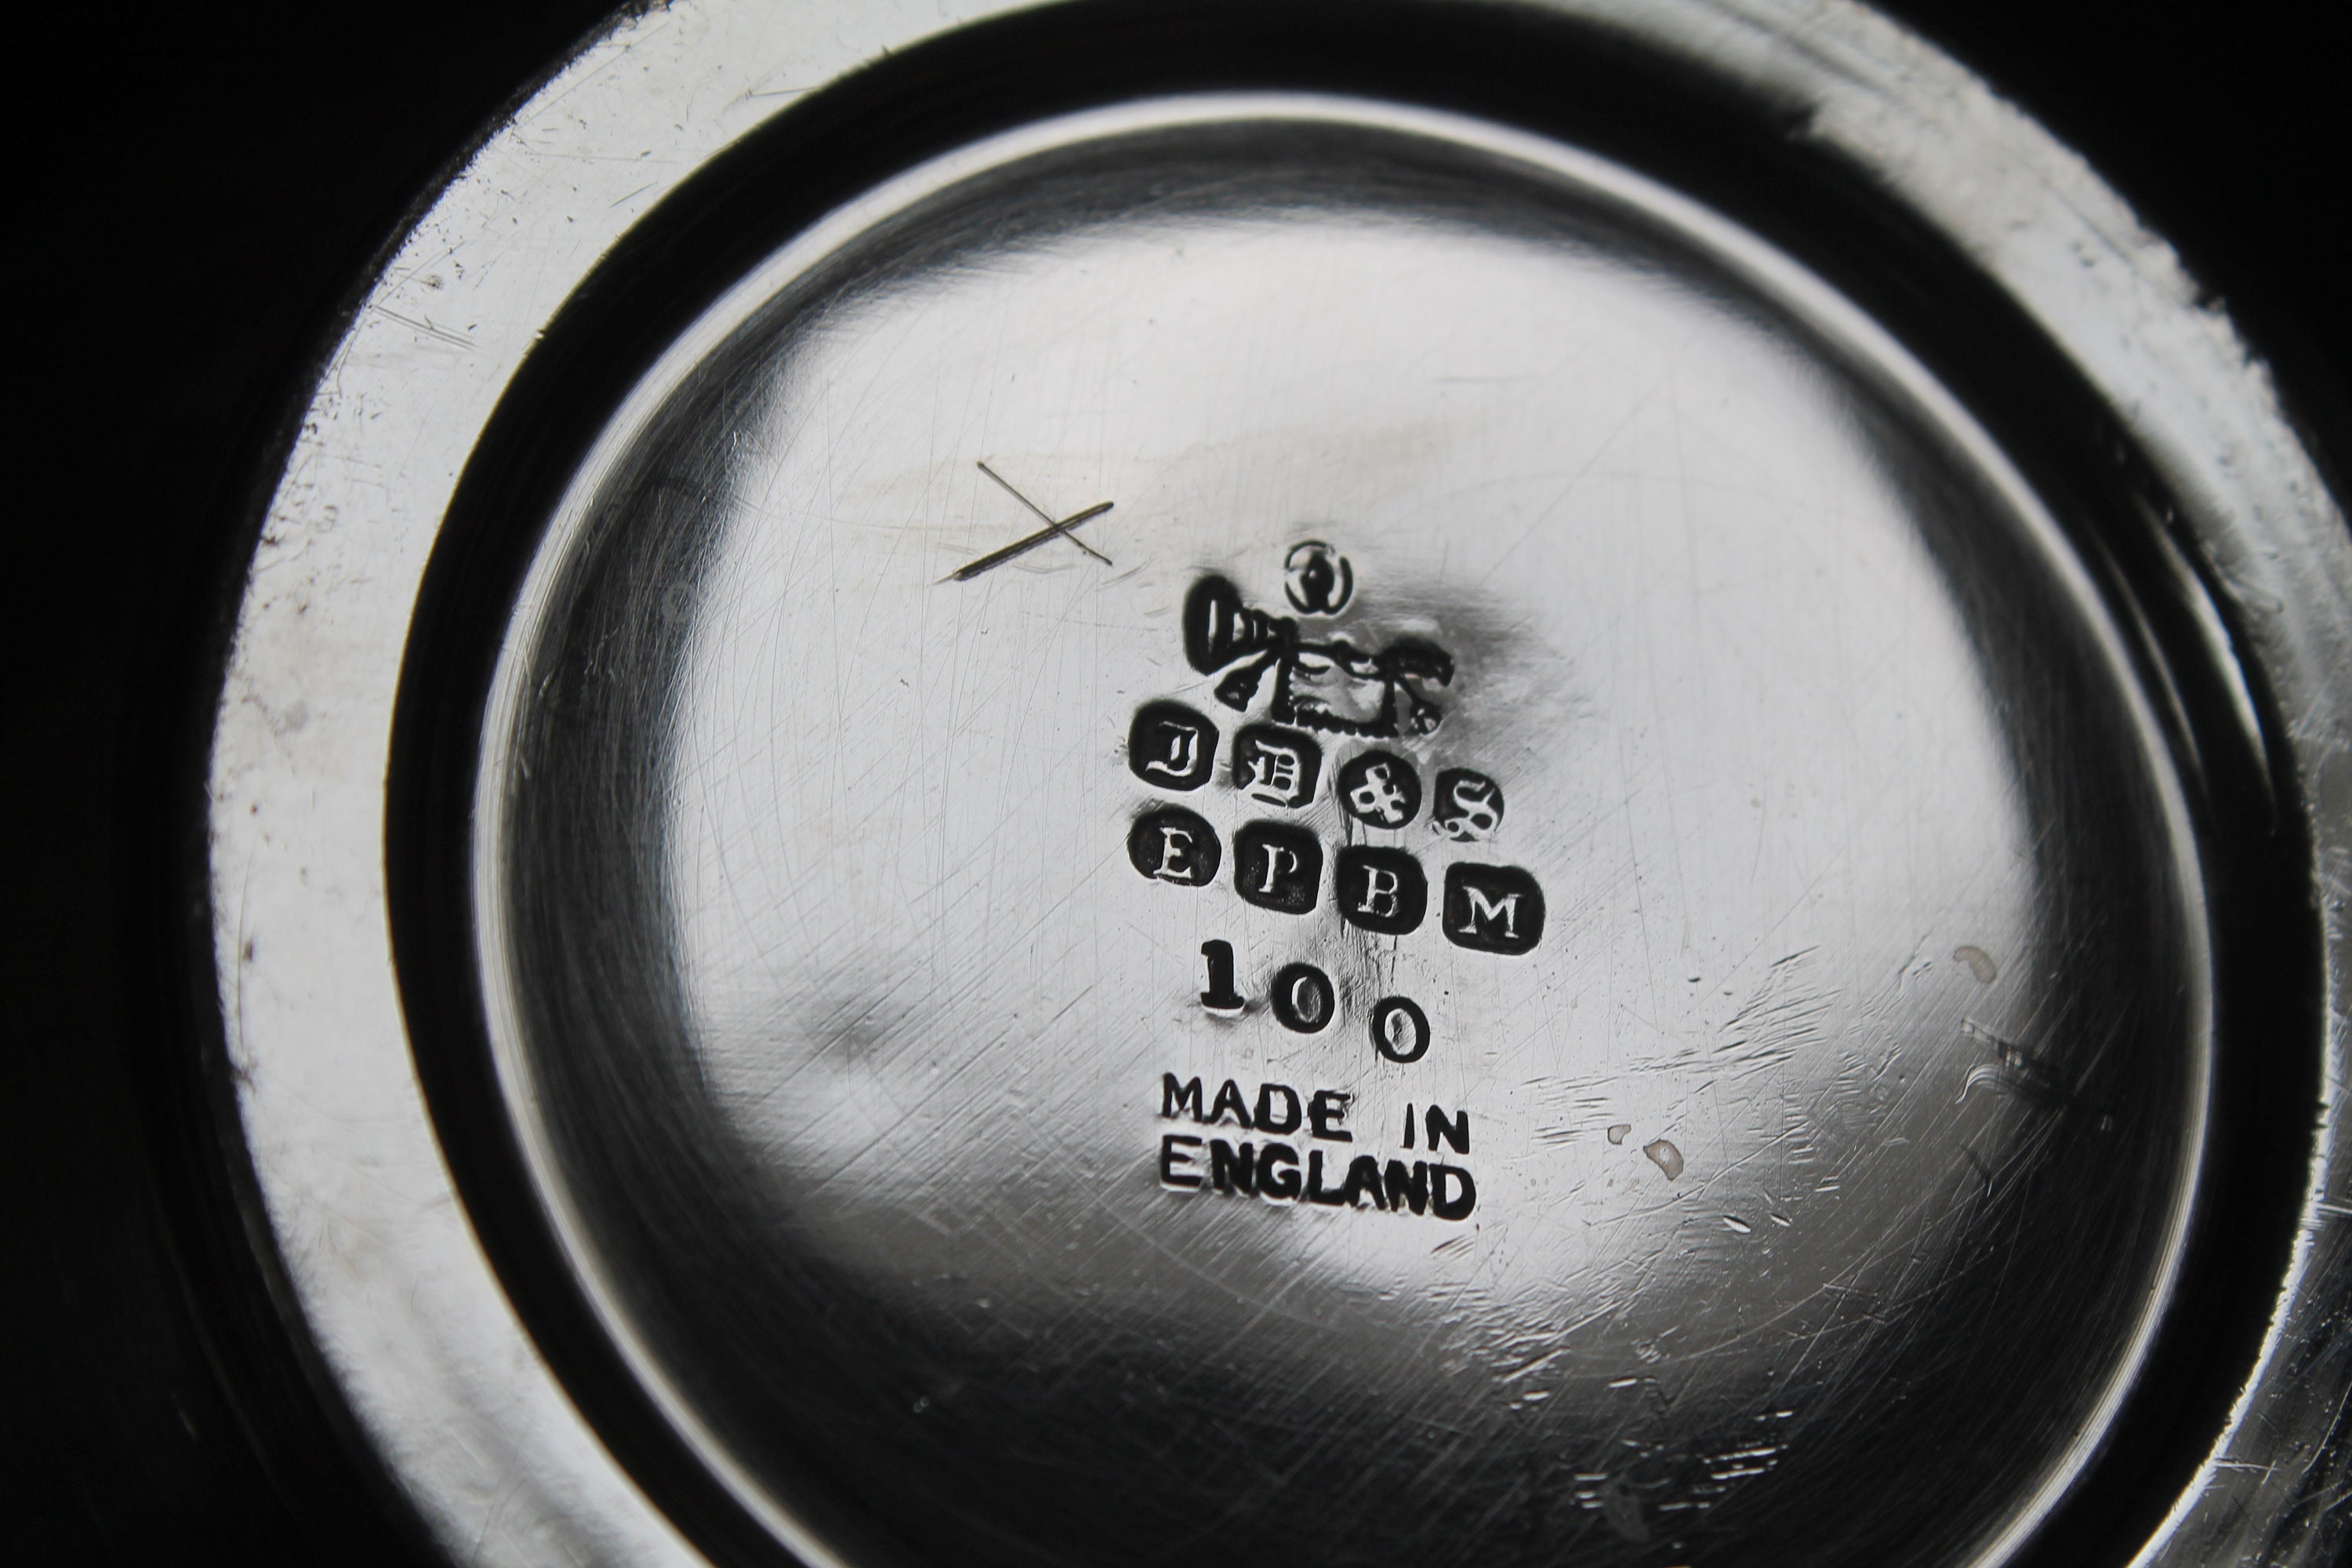 J D & S
E P B M
100
MADE IN
ENGLAND